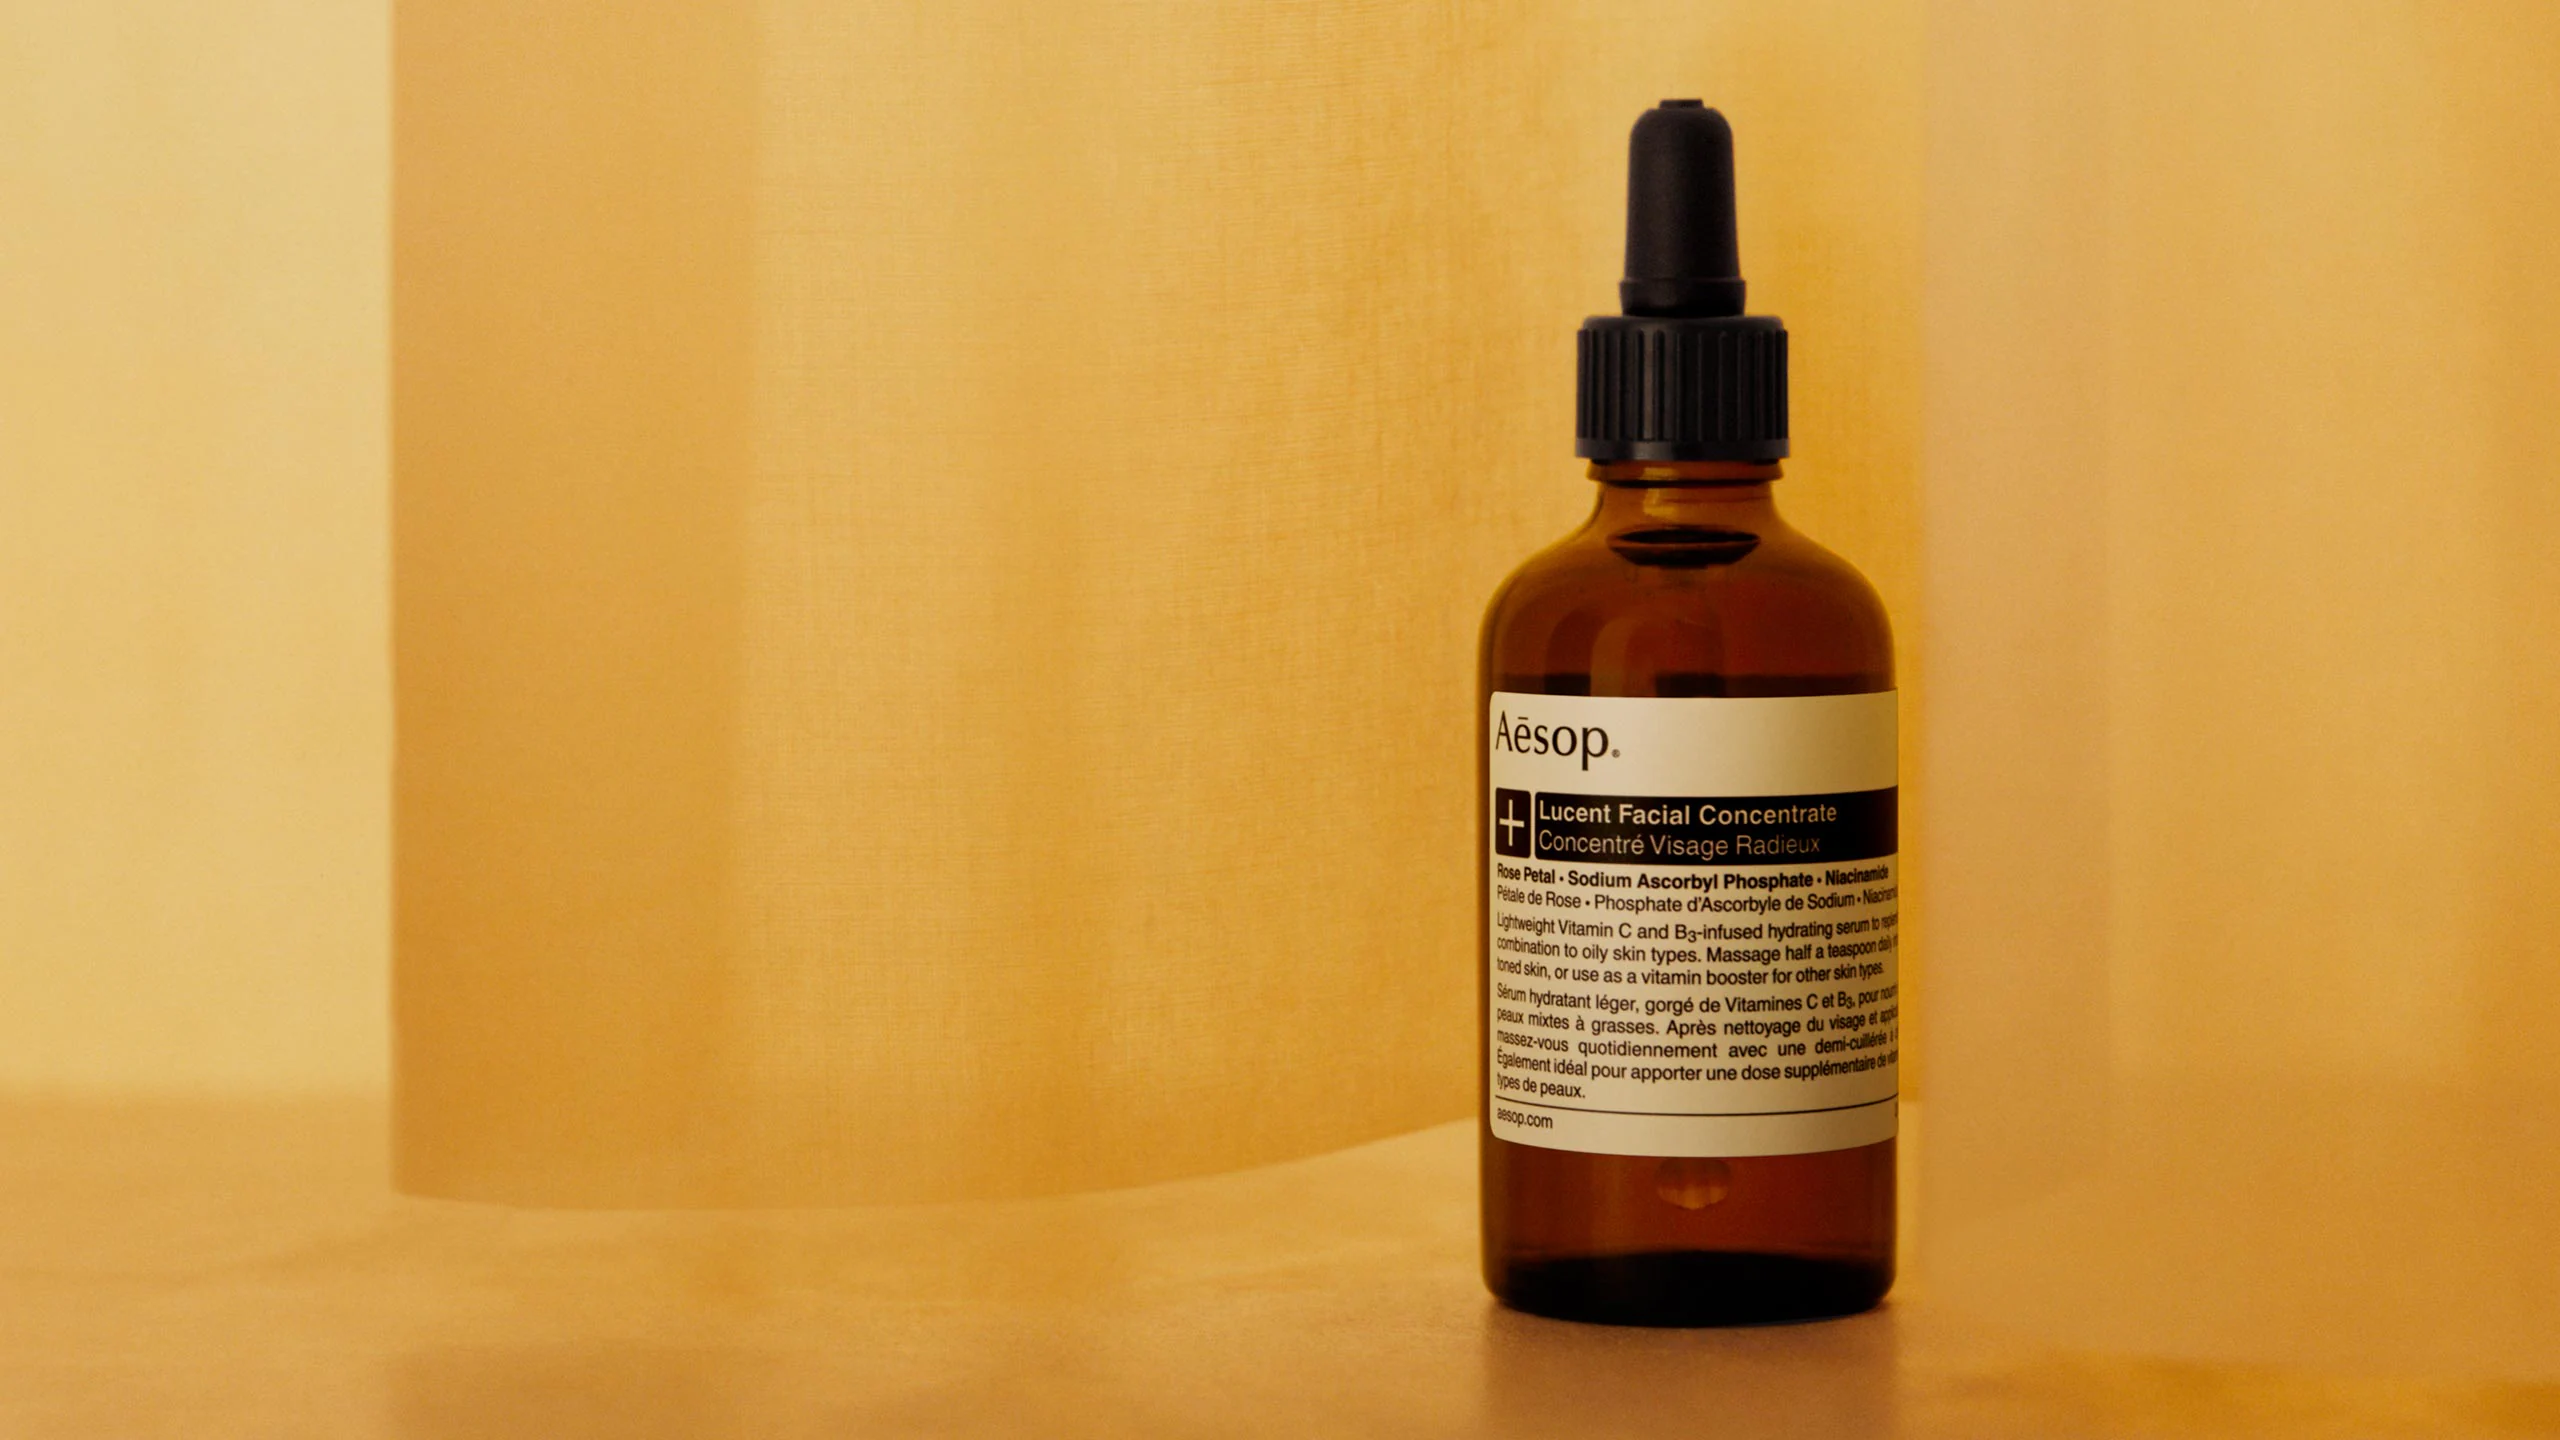 Aēsop.®
+
Lucent Facial Concentrate
Concentré Visage Radieux
Rose Petal • Sodium Ascorbyl Phosphate • Niacinamide
Pétale de Rose • Phosphate d'Ascorbyle de Sodium •
Lightweight Vitamin C and B3-infused hydrating serum to
combination to oily skin types. Massage half a teaspoon daily
toned skin, or use as a vitamin booster for other skin types.
Sérum hydratant léger, gorgé de Vitamines C et B3, pour
peaux mixtes à grasses. Après nettoyage du visage et
massez-vous quotidiennement avec une demi-cuillérée à
Également idéal pour apporter une dose supplémentaire de
types de peaux.
aesop.com